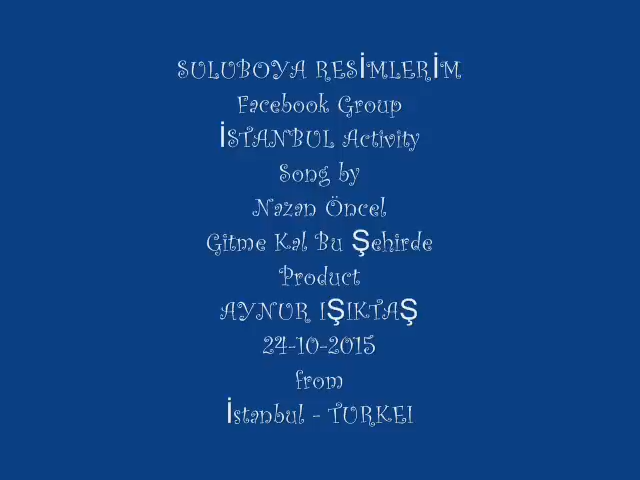 SULUBOYA RESİMLERİM
Facebook Group
İSTANBUL Activity
Song by
Nazan Öncel
Gitme Kal Bu Şehirde
Product
AYNUR IŞIKTAŞ
24-10-2015
from
İstanbul - TURKEI